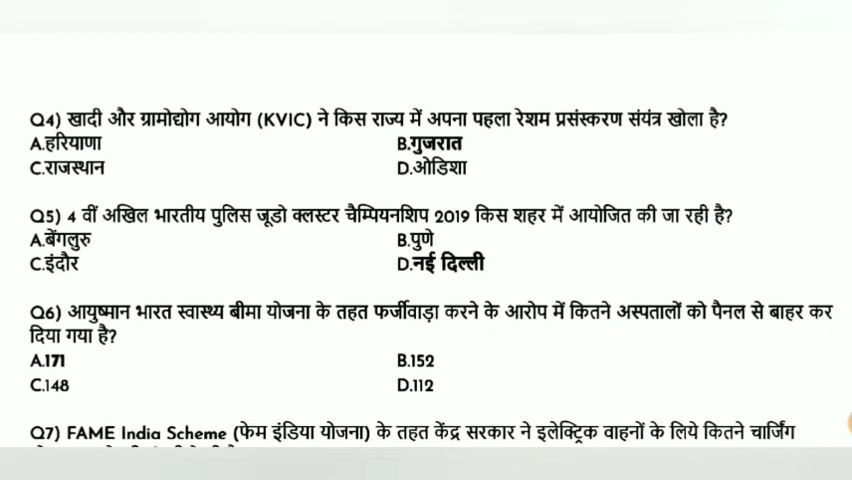 Q4) खादी और ग्रामोद्योग आयोग (KVIC) ने किस राज्य में अपना पहला रेशम प्रसंस्करण संयंत्र खोला है?
A.हरियाणा B.गुजरात
C.राजस्थान D.ओडिशा
Q5) 4 वीं अखिल भारतीय पुलिस जूडो क्लस्टर चैम्पियनशिप 2019 किस शहर में आयोजित की जा रही है?
A.बेंगलुरु B.पुणे
C.इंदौर D.नई दिल्ली
Q6) आयुष्मान भारत स्वास्थ्य बीमा योजना के तहत फर्जीवाड़ा करने के आरोप में कितने अस्पतालों को पैनल से बाहर कर
दिया गया है?
A.171 B.152
C.148 D.112
Q7) FAME India Scheme (फेम इंडिया योजना) के तहत केंद्र सरकार ने इलेक्ट्रिक वाहनों के लिये कितने चार्जिंग